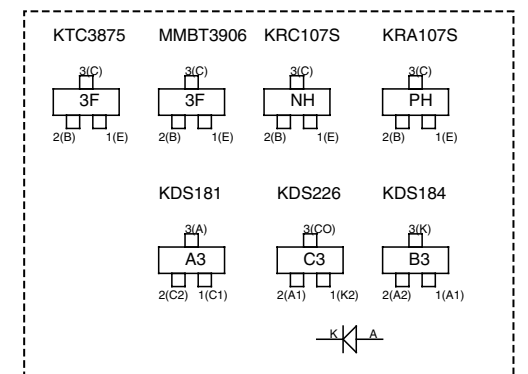 KTC3875 MMBT3906 KRC107S KRA107S
3(C) 3(C) 3(C) 3(C)
3F 3F NH PH
2(B) 1(E) 2(B) 1(E) 2(B) 1(E) 2(B) 1(E)
KDS181 KDS226 KDS184
3(A) 3(CO) 3(K)
A3 C3 B3
2(C2) 1(C1) 2(A1) 1(K2) 2(A2) 1(A1)
K A